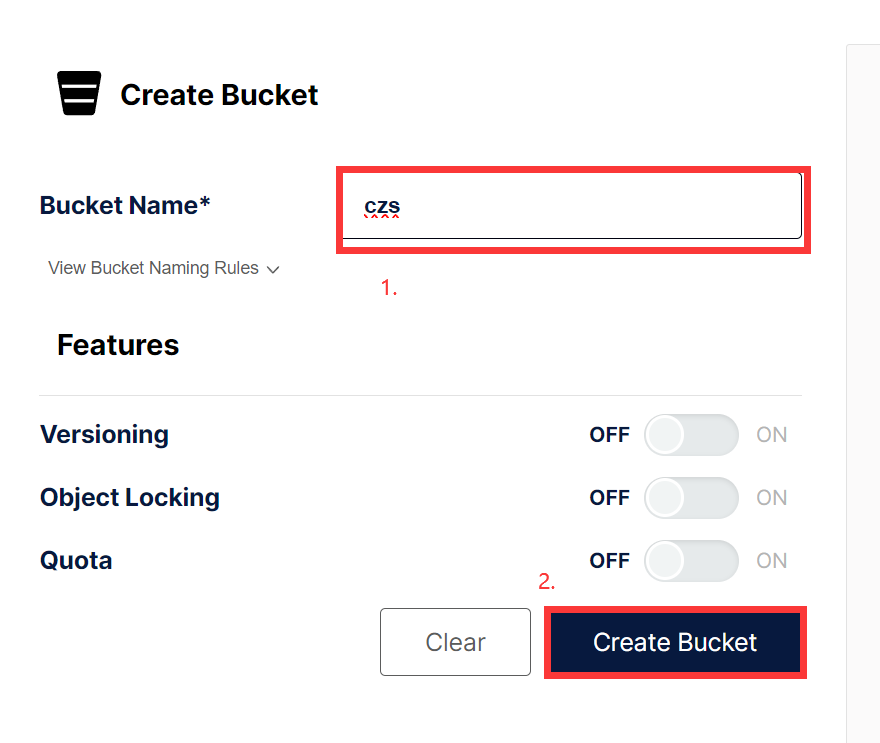 Create Bucket
Bucket Name*
czs
View Bucket Naming Rules
1.
Features
Versioning OFF ON
Object Locking OFF ON
Quota OFF ON
2.
Clear Create Bucket